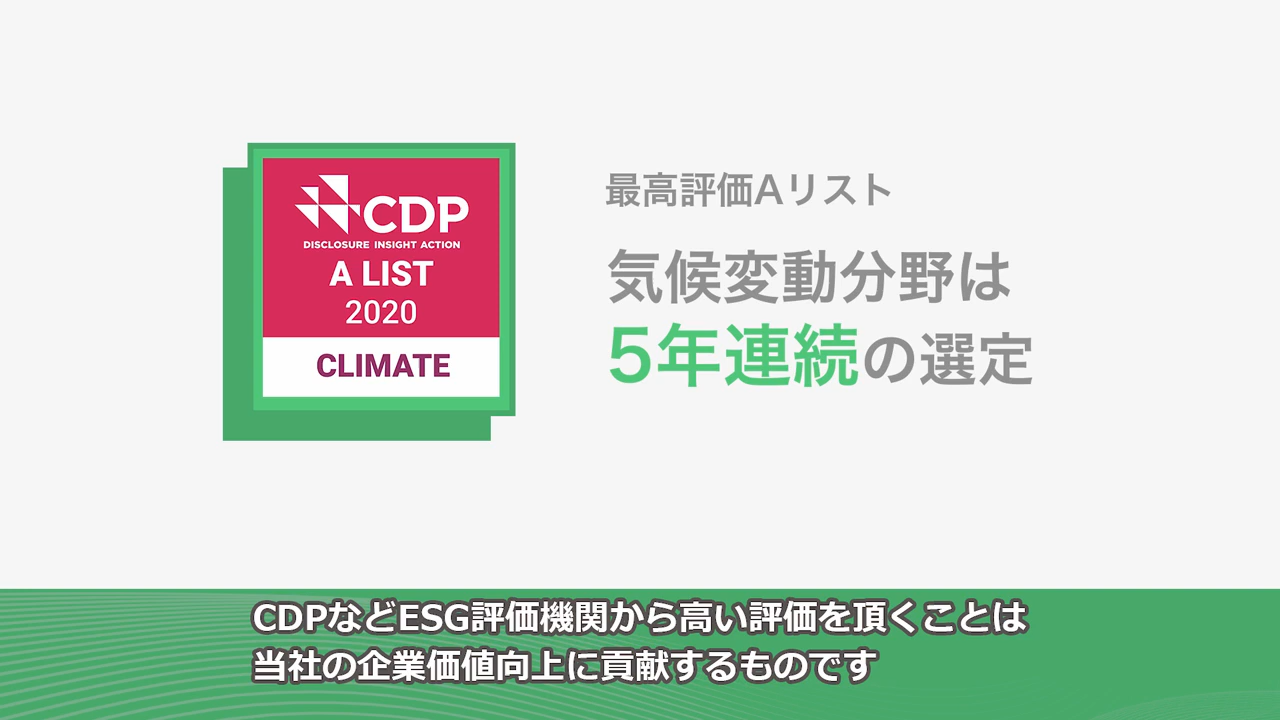 CDP
DISCLOSURE INSIGHT ACTION
A LIST
2020
CLIMATE
最高評価Aリスト
気候変動分野は
5年連続の選定
CDPなどESG評価機関から高い評価を頂くことは
当社の企業価値向上に貢献するものです